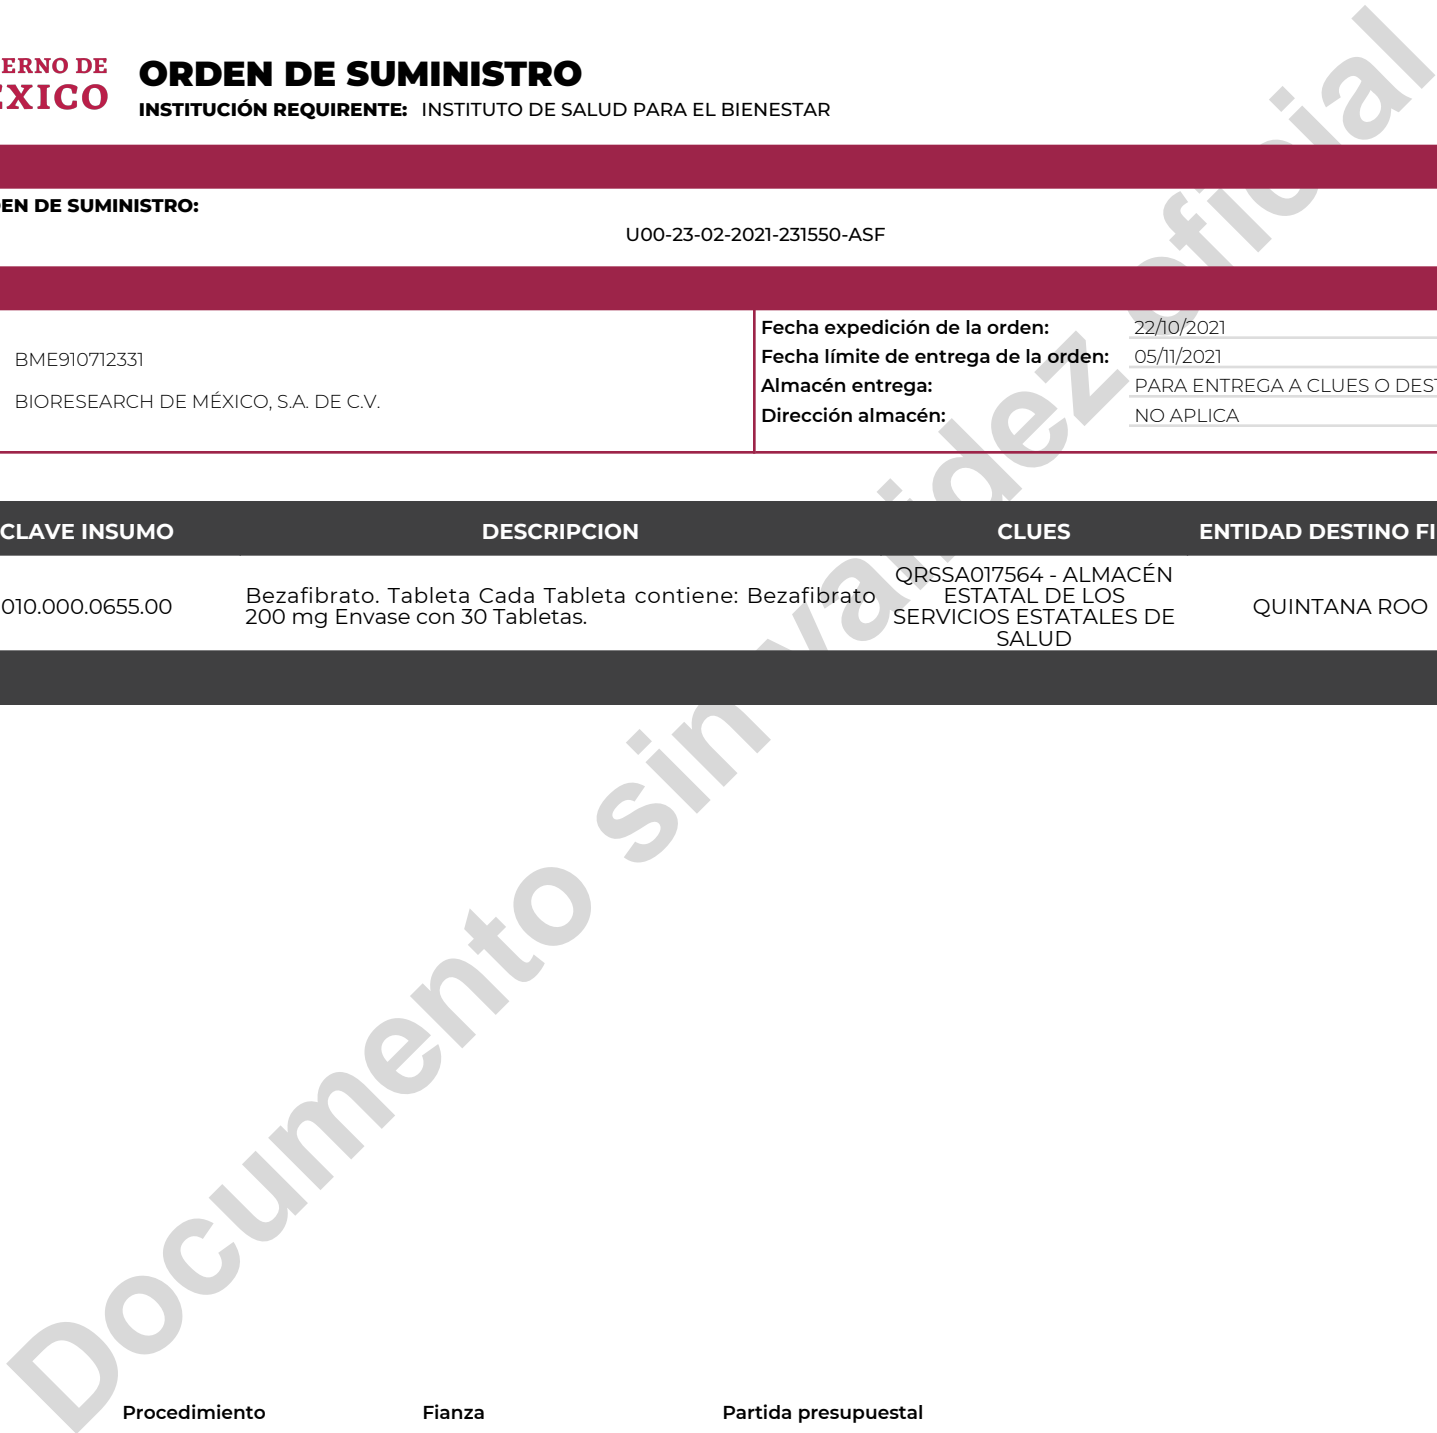 ERNO DE
ÉXICO
ORDEN DE SUMINISTRO
INSTITUCIÓN REQUIRENTE: INSTITUTO DE SALUD PARA EL BIENESTAR
EN DE SUMINISTRO:
U00-23-02-2021-231550-ASF
BME910712331
BIORESEARCH DE MÉXICO, S.A. DE C.V.
Fecha expedición de la orden: 22/10/2021
Fecha límite de entrega de la orden: 05/11/2021
Almacén entrega: PARA ENTREGA A CLUES O DEST
Dirección almacén: NO APLICA
CLAVE INSUMO DESCRIPCION CLUES ENTIDAD DESTINO FI
010.000.0655.00
Bezafibrato. Tableta Cada Tableta contiene: Bezafibrato
200 mg Envase con 30 Tabletas.
QRSSA017564 - ALMACÉN
ESTATAL DE LOS
SERVICIOS ESTATALES DE
SALUD
QUINTANA ROO
Documento sin validez oficial
Procedimiento Fianza Partida presupuestal